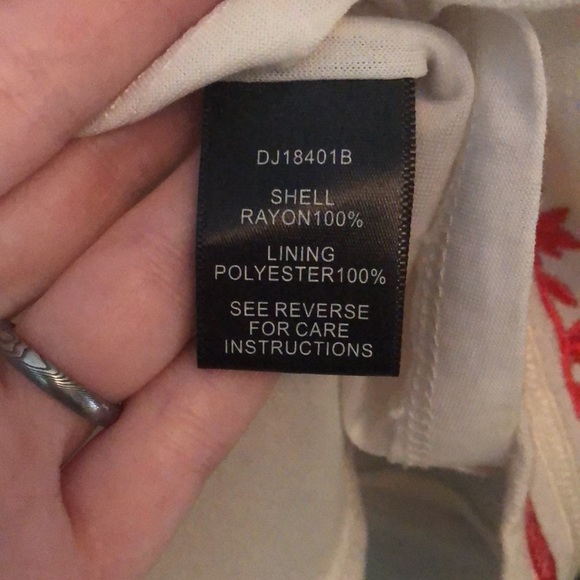 DJ18401B
SHELL
RAYON100%
LINING
POLYESTER100%
SEE REVERSE
FOR CARE
INSTRUCTIONS